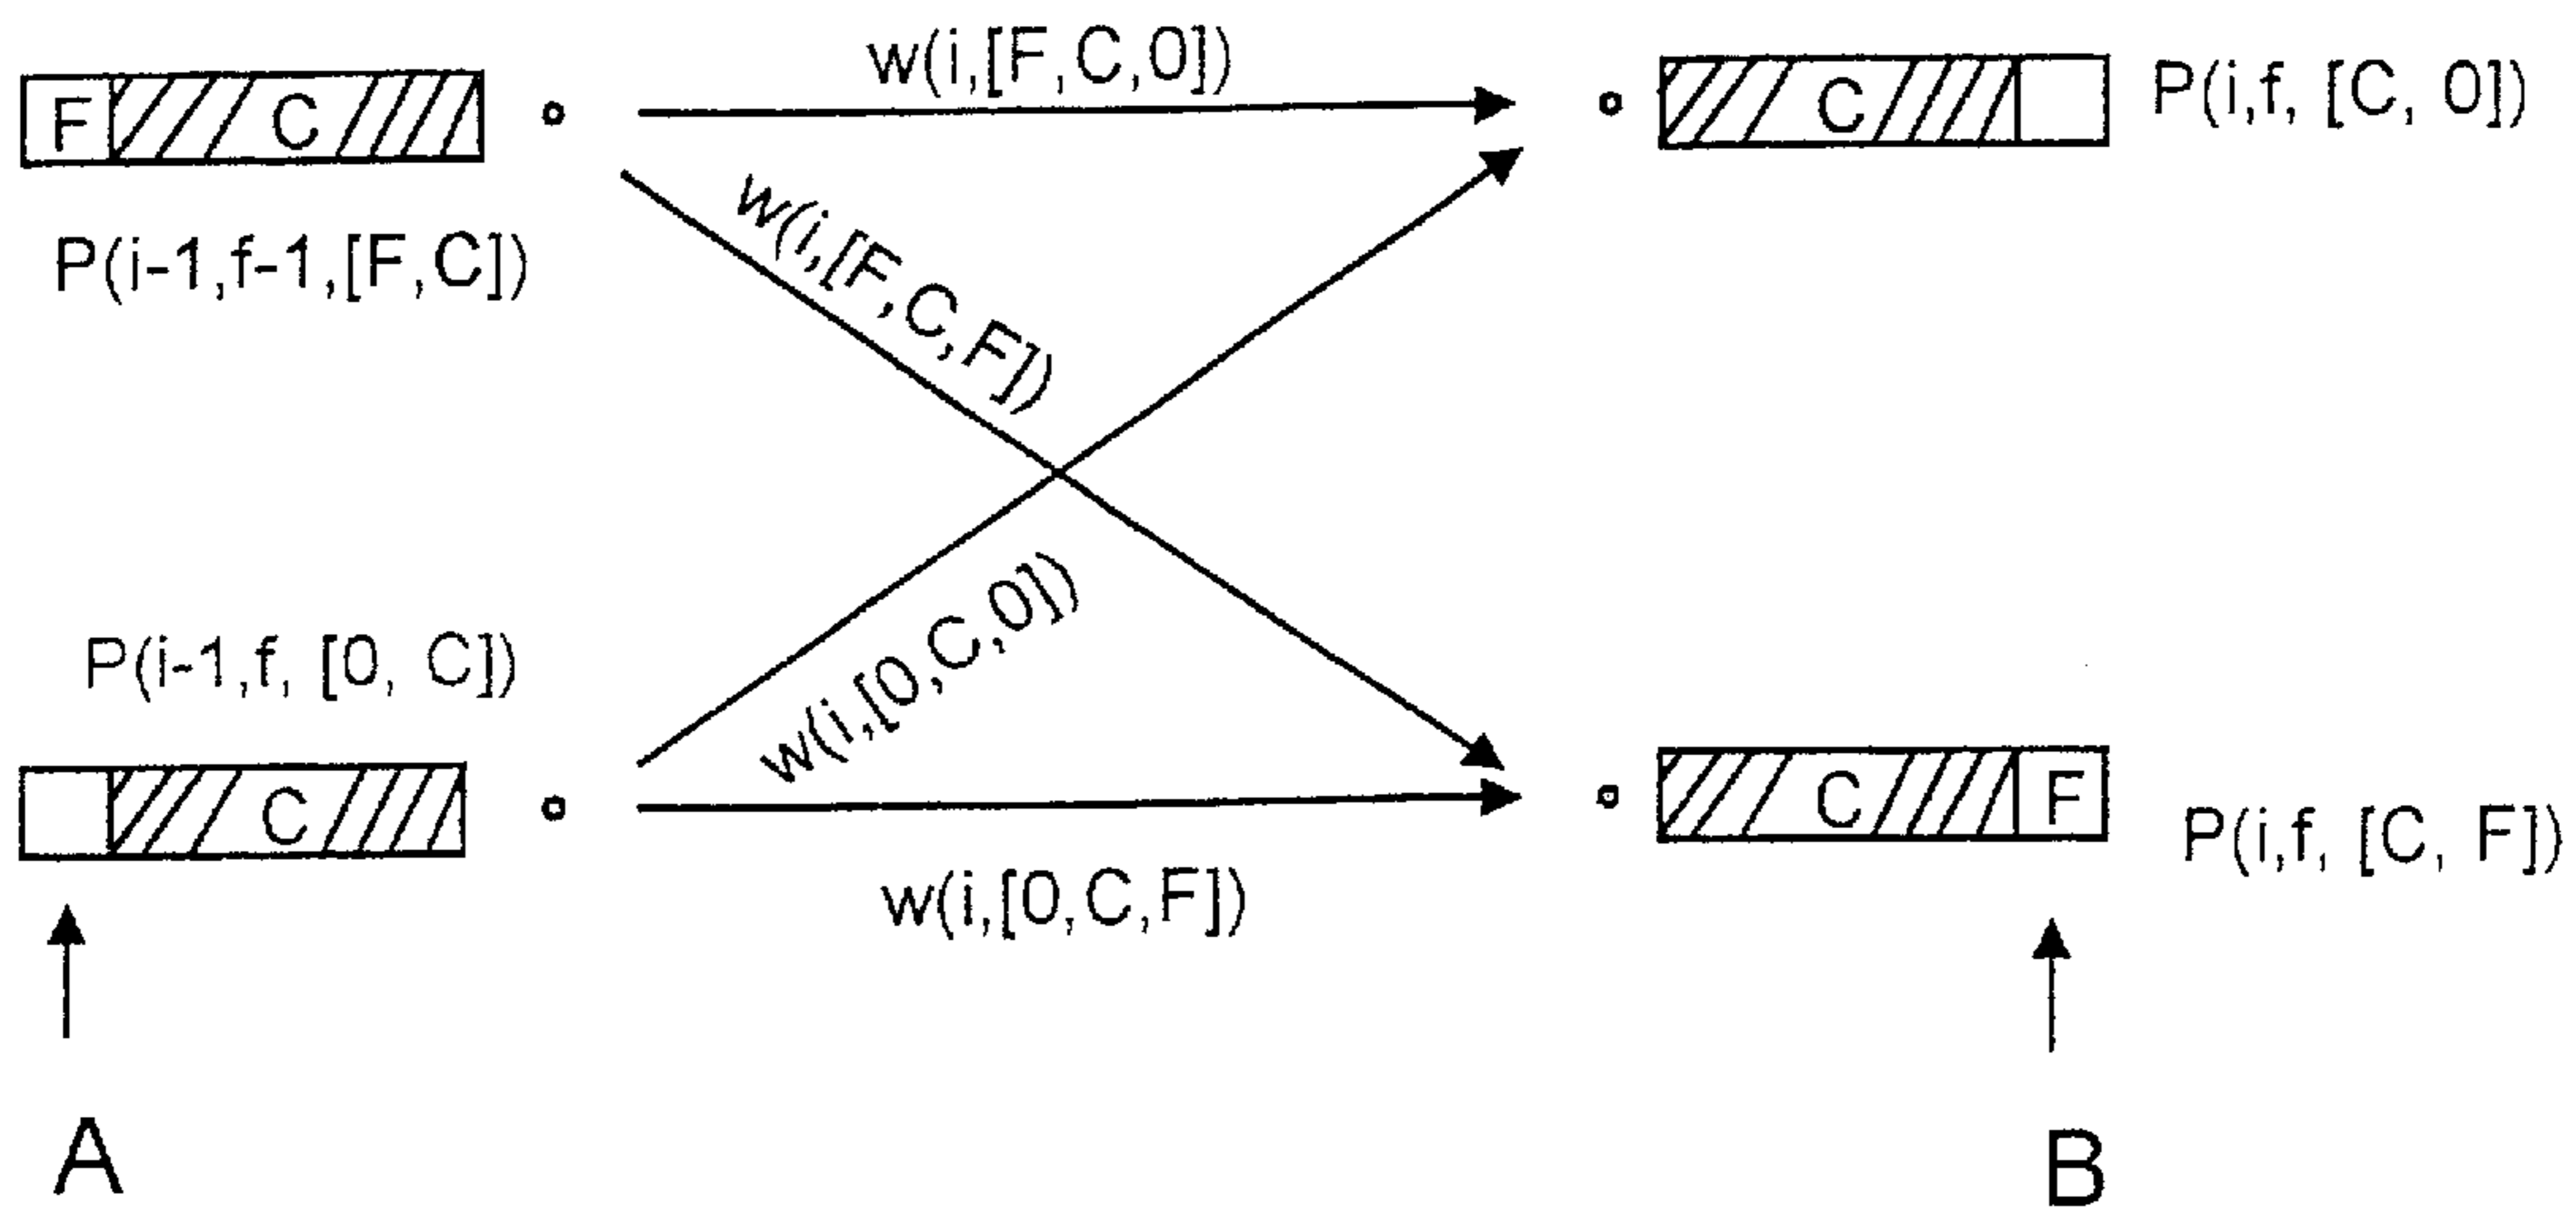 w(i,[F,C,0])
F C
C
P(i,f, [C, 0])
P(i-1,f-1,[F,C])
w(i,[F,C,F])
P(i-1,f, [0, C])
w(i,[0,C,0])
C
C F
w(i,[0,C,F])
P(i,f, [C, F])
A
B